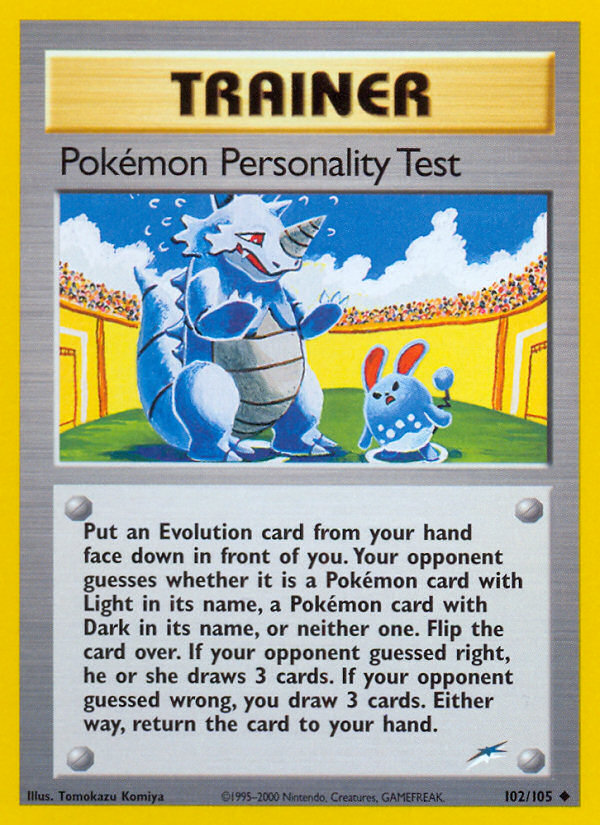 TRAINER
Pokémon Personality Test
Put an Evolution card from your hand
face down in front of you. Your opponent
guesses whether it is a Pokémon card with
Light in its name, a Pokémon card with
Dark in its name, or neither one. Flip the
card over. If your opponent guessed right,
he or she draws 3 cards. If your opponent
guessed wrong, you draw 3 cards. Either
way, return the card to your hand.
Illus. Tomokazu Komiya
©1995-2000 Nintendo, Creatures, GAMEFREAK.
102/105 ◆